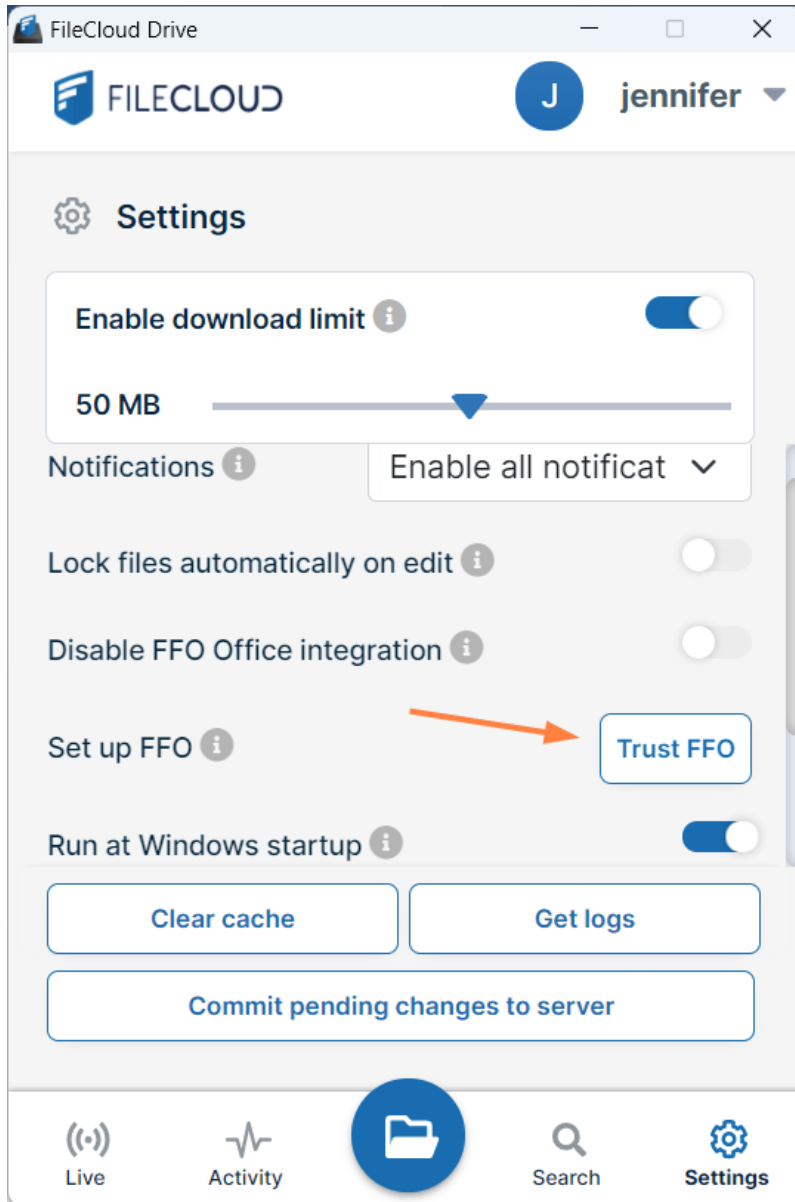 FileCloud Drive
FILECLOUD
J
jennifer
Settings
Enable download limit
50 MB
Notifications
Enable all notificat
Lock files automatically on edit
Disable FFO Office integration
Set up FFO
Trust FFO
Run at Windows startup
Clear cache
Get logs
Commit pending changes to server
Live
Activity
Search
Settings